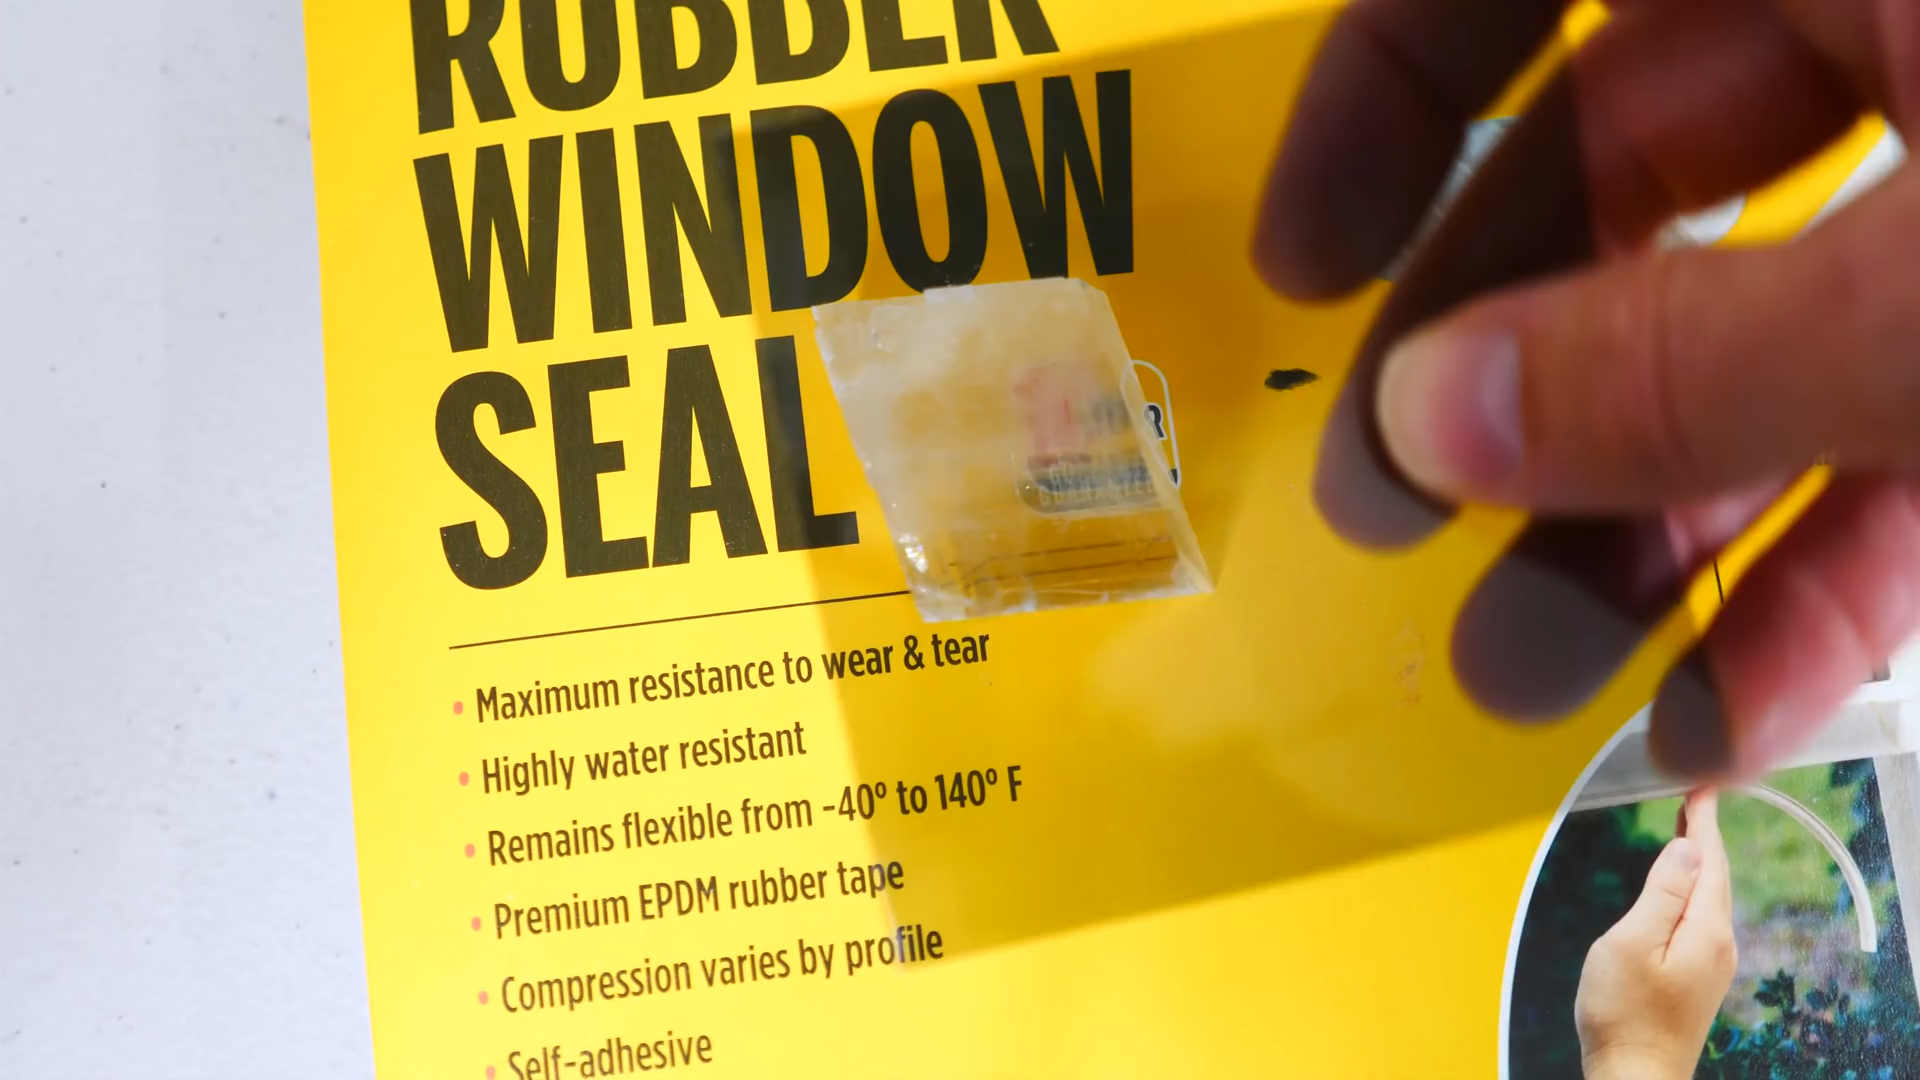 RUBBER
WINDOW
SEAL
• Maximum resistance to wear & tear
• Highly water resistant
• Remains flexible from -40° to 140° F
• Premium EPDM rubber tape
• Compression varies by profile
• Self-adhesive